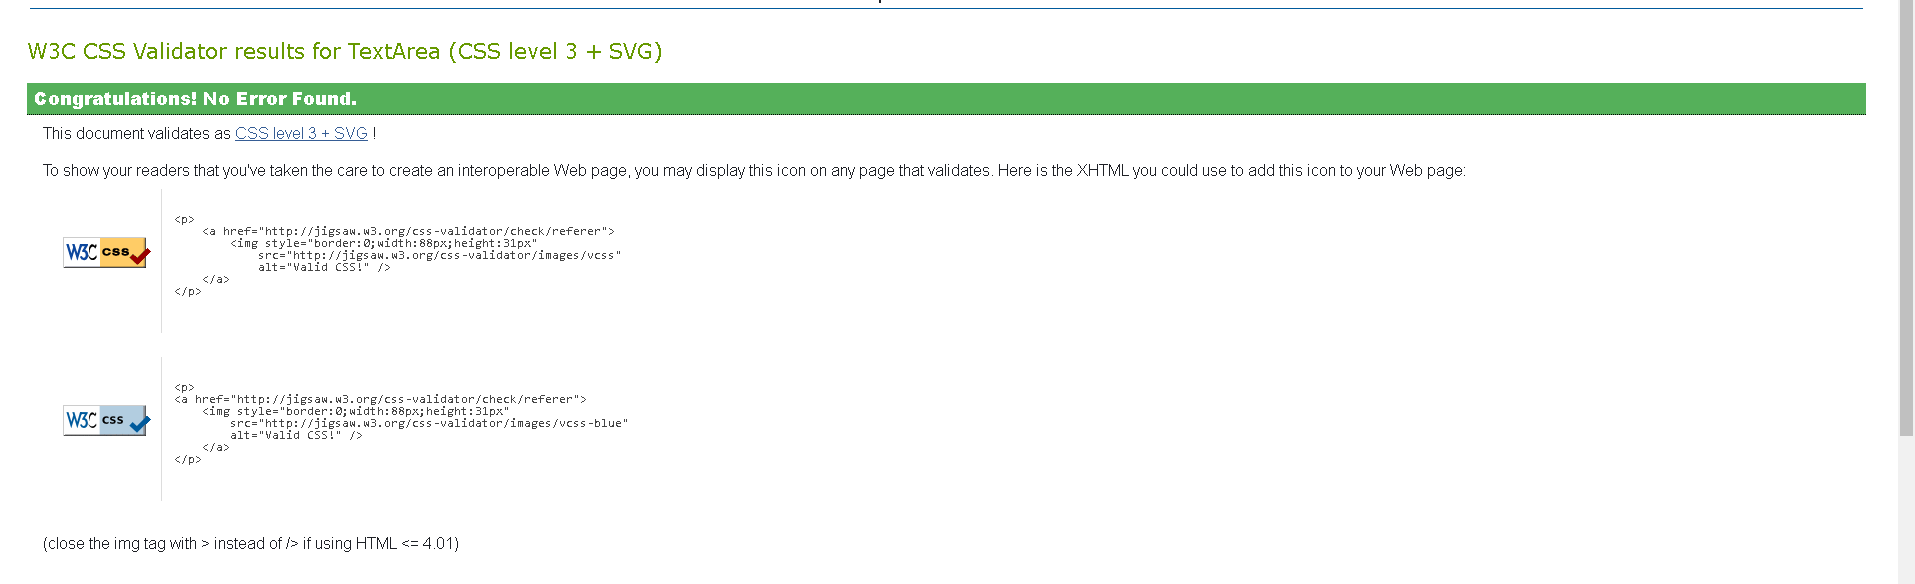 W3C CSS Validator results for TextArea (CSS level 3 + SVG)
Congratulations! No Error Found.
This document validates as CSS level 3 + SVG !
To show your readers that you've taken the care to create an interoperable Web page, you may display this icon on any page that validates. Here is the XHTML you could use to add this icon to your Web page:
W3C css
<p>
    <a href="http://jigsaw.w3.org/css-validator/check/referer">
        <img style="border:0;width:88px;height:31px"
            src="http://jigsaw.w3.org/css-validator/images/vcss"
            alt="Valid CSS!" />
    </a>
</p>
W3C css
<p>
<a href="http://jigsaw.w3.org/css-validator/check/referer">
    <img style="border:0;width:88px;height:31px"
        src="http://jigsaw.w3.org/css-validator/images/vcss-blue"
        alt="Valid CSS!" />
    </a>
</p>
(close the img tag with > instead of /> if using HTML <= 4.01)